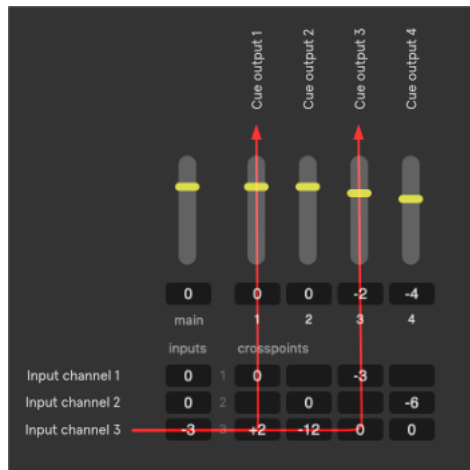 Cue output 1
Cue output 2
Cue output 3
Cue output 4
0 0 0 -2 -4
main 1 2 3 4
inputs crosspoints
Input channel 1 0 1 0 -3
Input channel 2 0 2 0 -6
Input channel 3 -3 3 +2 -12 0 0